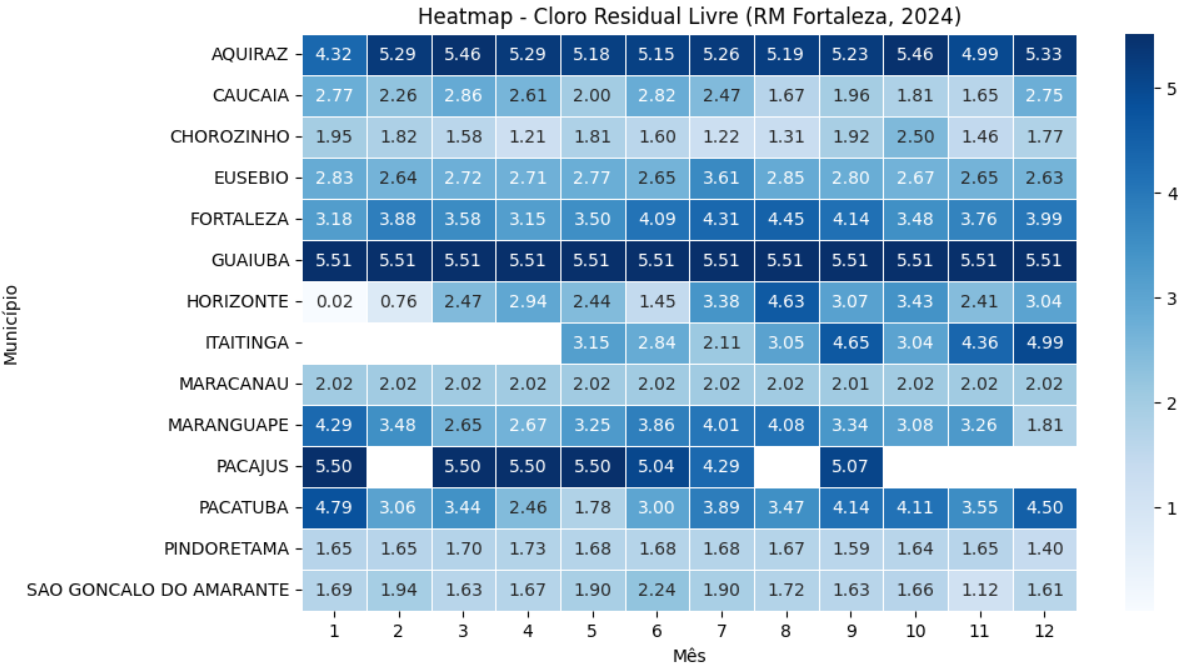 Heatmap - Cloro Residual Livre (RM Fortaleza, 2024)
Município
AQUIRAZ 4.32 5.29 5.46 5.29 5.18 5.15 5.26 5.19 5.23 5.46 4.99 5.33
CAUCAIA 2.77 2.26 2.86 2.61 2.00 2.82 2.47 1.67 1.96 1.81 1.65 2.75
CHOROZINHO 1.95 1.82 1.58 1.21 1.81 1.60 1.22 1.31 1.92 2.50 1.46 1.77
EUSEBIO 2.83 2.64 2.72 2.71 2.77 2.65 3.61 2.85 2.80 2.67 2.65 2.63
FORTALEZA 3.18 3.88 3.58 3.15 3.50 4.09 4.31 4.45 4.14 3.48 3.76 3.99
GUAIUBA 5.51 5.51 5.51 5.51 5.51 5.51 5.51 5.51 5.51 5.51 5.51 5.51
HORIZONTE 0.02 0.76 2.47 2.94 2.44 1.45 3.38 4.63 3.07 3.43 2.41 3.04
ITAITINGA 3.15 2.84 2.11 3.05 4.65 3.04 4.36 4.99
MARACANAU 2.02 2.02 2.02 2.02 2.02 2.02 2.02 2.02 2.01 2.02 2.02 2.02
MARANGUAPE 4.29 3.48 2.65 2.67 3.25 3.86 4.01 4.08 3.34 3.08 3.26 1.81
PACAJUS 5.50 5.50 5.50 5.50 5.04 4.29 5.07
PACATUBA 4.79 3.06 3.44 2.46 1.78 3.00 3.89 3.47 4.14 4.11 3.55 4.50
PINDORETAMA 1.65 1.65 1.70 1.73 1.68 1.68 1.68 1.67 1.59 1.64 1.65 1.40
SAO GONCALO DO AMARANTE 1.69 1.94 1.63 1.67 1.90 2.24 1.90 1.72 1.63 1.66 1.12 1.61
1 2 3 4 5 6 7 8 9 10 11 12
Mês
5
4
3
2
1